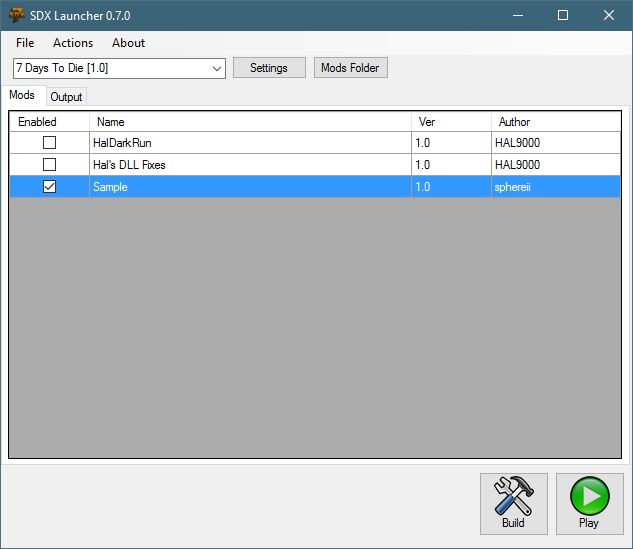 SDX Launcher 0.7.0
File Actions About
7 Days To Die [1.0] Settings Mods Folder
Mods Output
Enabled Name Ver Author
HalDarkRun 1.0 HAL9000
Hal's DLL Fixes 1.0 HAL9000
Sample 1.0 sphereii
Build Play